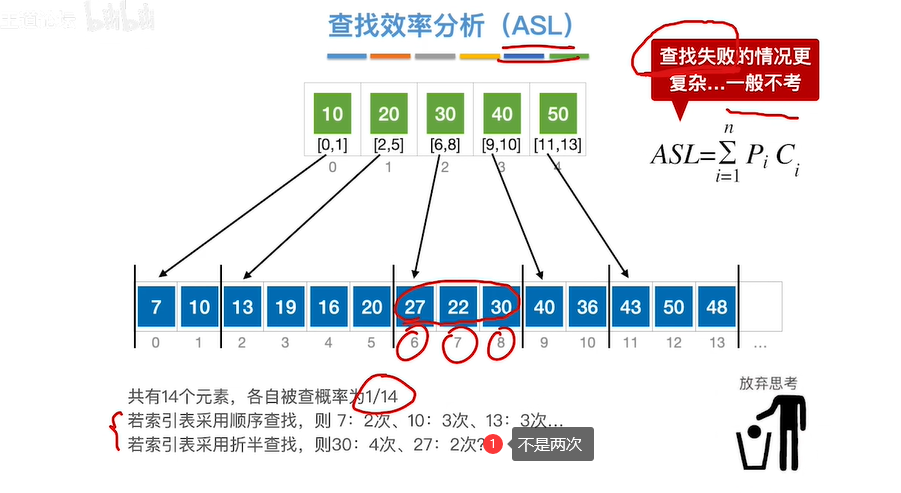 bilibili
查找效率分析（ASL）
查找失败的情况更
复杂...一般不考
10 20 30 40 50
[0,1] [2,5] [6,8] [9,10] [11,13]
0 1 2 3 4
n
ASL=Σ Pi Ci
i=1
7 10 13 19 16 20 27 22 30 40 36 43 50 48
0 1 2 3 4 5 6 7 8 9 10 11 12 13 ...
共有14个元素，各自被查概率为1/14
若索引表采用顺序查找，则 7：2次、10：3次、13：3次...
若索引表采用折半查找，则30：4次、27：2次?
1 不是两次
放弃思考